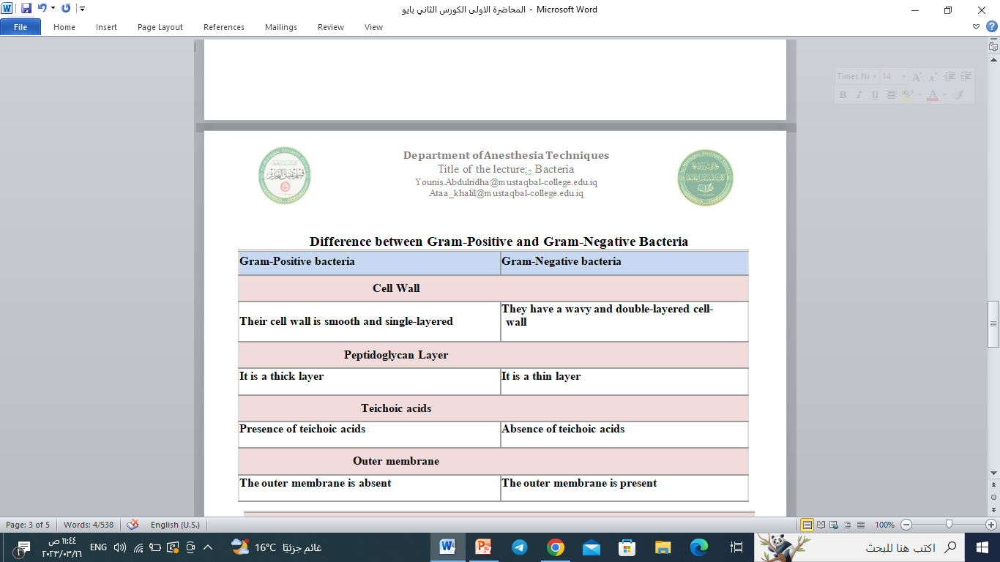 المحاضرة الاولى الكورس الثاني بايو - Microsoft Word
File Home Insert Page Layout References Mailings Review View
Times N 14
Department of Anesthesia Techniques
Title of the lecture:- Bacteria
Younis.Abdulridha@mustaqbal-college.edu.iq
Ataa_khalil@mustaqbal-college.edu.iq
Difference between Gram-Positive and Gram-Negative Bacteria
Gram-Positive bacteria Gram-Negative bacteria
Cell Wall
Their cell wall is smooth and single-layered They have a wavy and double-layered cell-
wall
Peptidoglycan Layer
It is a thick layer It is a thin layer
Teichoic acids
Presence of teichoic acids Absence of teichoic acids
Outer membrane
The outer membrane is absent The outer membrane is present
Page: 3 of 5 Words: 4/538 English (U.S.) 100%
١١:٤٤ ص
٢٠٢٣/٠٣/١٦
ENG 16°C غائم جزئيًا
اكتب هنا للبحث